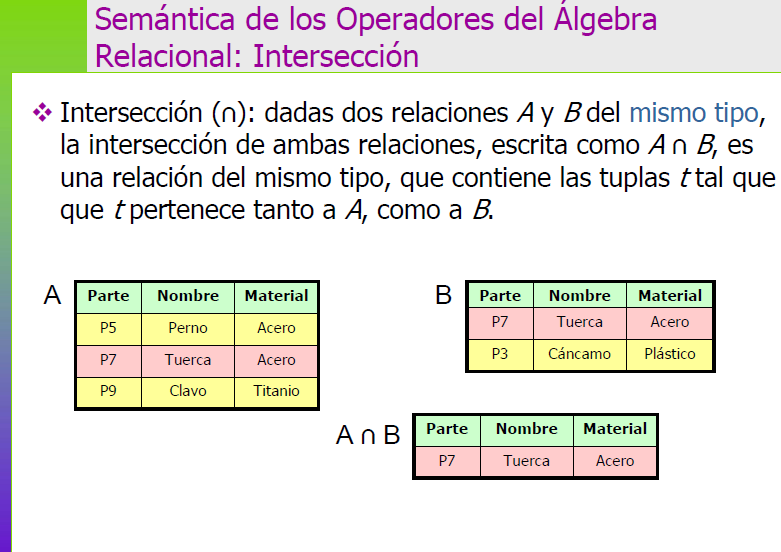 Semántica de los Operadores del Álgebra
Relacional: Intersección
❖ Intersección (∩): dadas dos relaciones A y B del mismo tipo,
la intersección de ambas relaciones, escrita como A ∩ B, es
una relación del mismo tipo, que contiene las tuplas t tal que
que t pertenece tanto a A, como a B.
A
Parte Nombre Material
P5 Perno Acero
P7 Tuerca Acero
P9 Clavo Titanio
B
Parte Nombre Material
P7 Tuerca Acero
P3 Cáncamo Plástico
A ∩ B
Parte Nombre Material
P7 Tuerca Acero